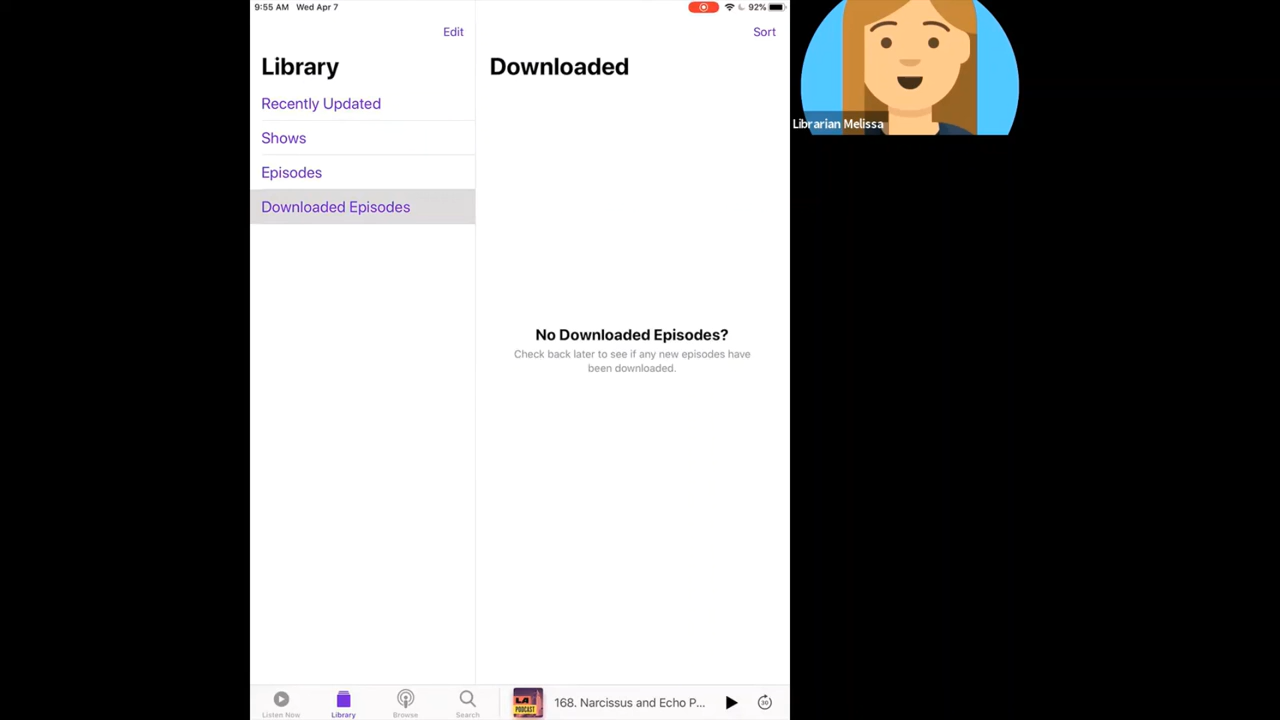 9:55 AM Wed Apr 7
92%
Edit
Library
Recently Updated
Shows
Episodes
Downloaded Episodes
Sort
Downloaded
No Downloaded Episodes?
Check back later to see if any new episodes have
been downloaded.
Librarian Melissa
Listen Now
Library
Browse
Search
LA
PODCAST
168. Narcissus and Echo P...
30